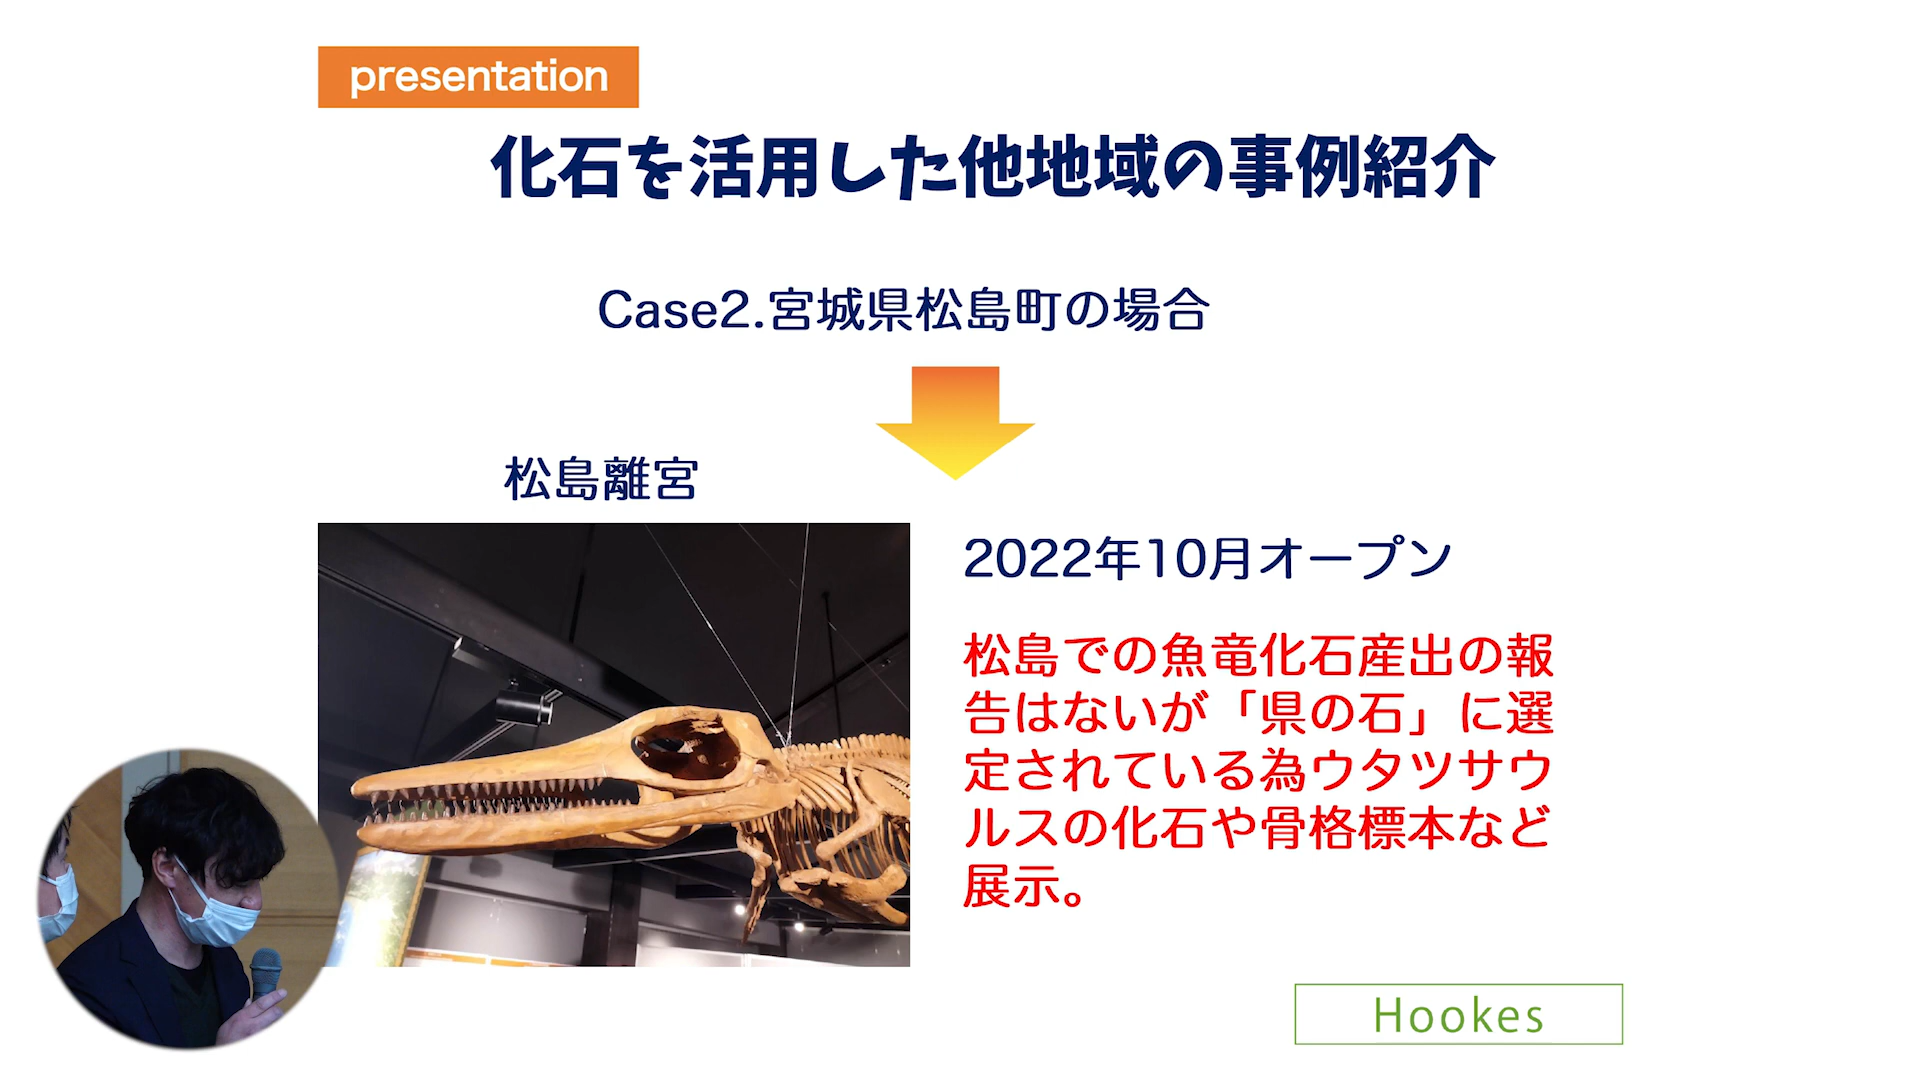 presentation
化石を活用した他地域の事例紹介
Case2.宮城県松島町の場合
松島離宮
2022年10月オープン
松島での魚竜化石産出の報
告はないが「県の石」に選
定されている為ウタツサウ
ルスの化石や骨格標本など
展示。
Hookes